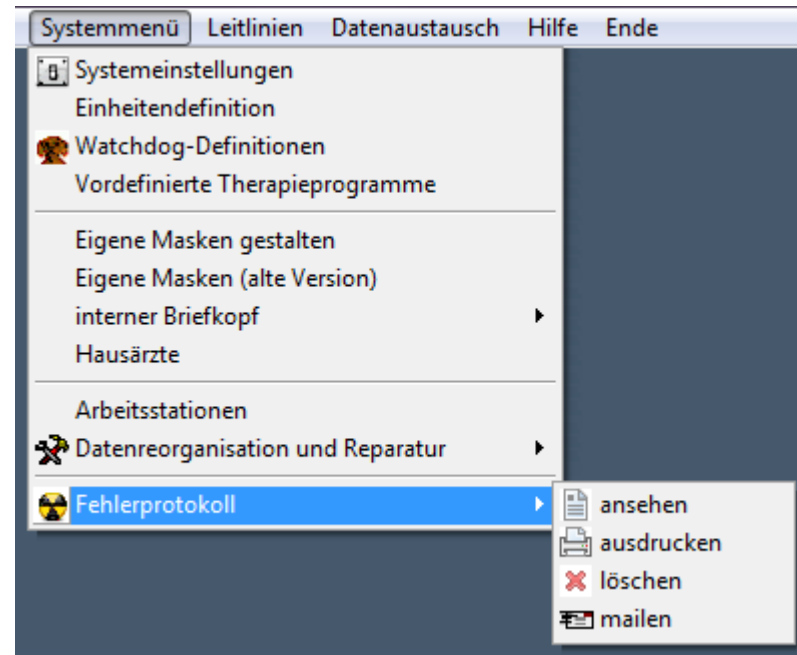 Systemmenü Leitlinien Datenaustausch Hilfe Ende
Systemeinstellungen
Einheitendefinition
Watchdog-Definitionen
Vordefinierte Therapieprogramme
Eigene Masken gestalten
Eigene Masken (alte Version)
interner Briefkopf
Hausärzte
Arbeitsstationen
Datenreorganisation und Reparatur
Fehlerprotokoll
ansehen
ausdrucken
löschen
mailen